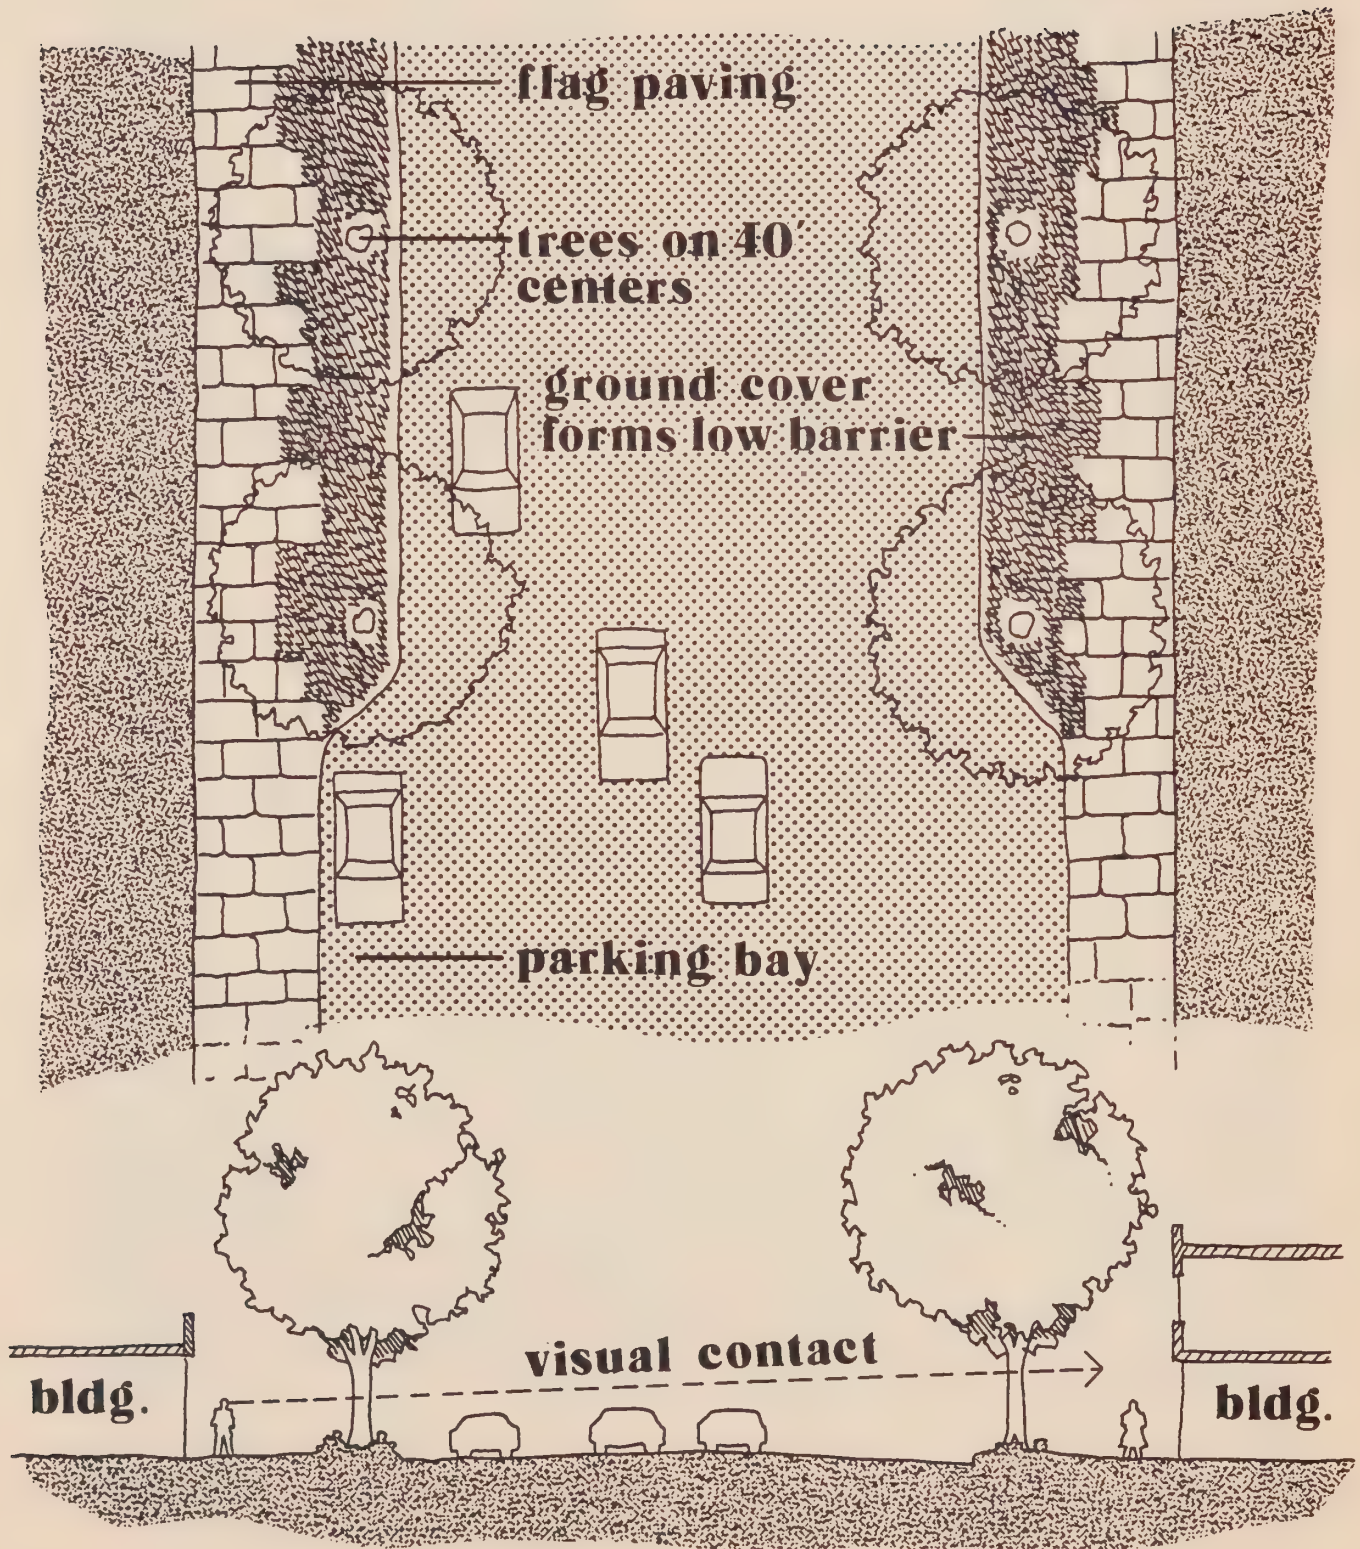 flag paving
trees on 40'
centers
ground cover
forms low barrier
parking bay
visual contact
bldg.
bldg.